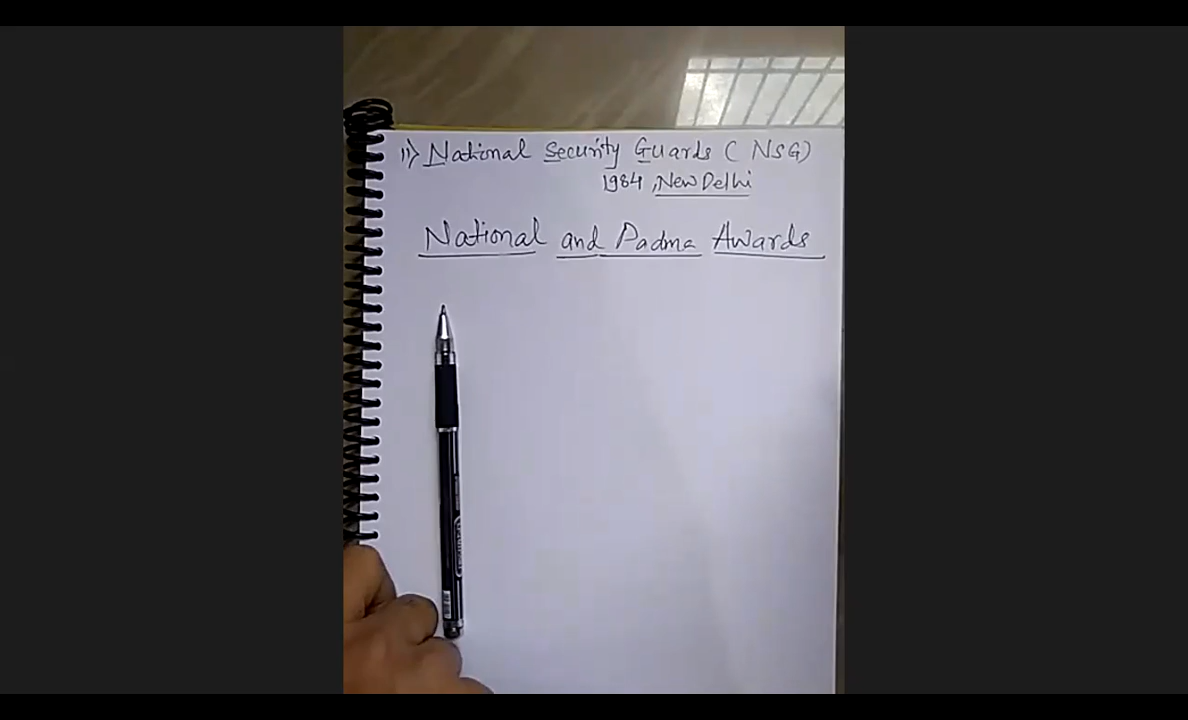 11> National Security Guards ( NSG)
1984 , New Delhi
National and Padma Awards